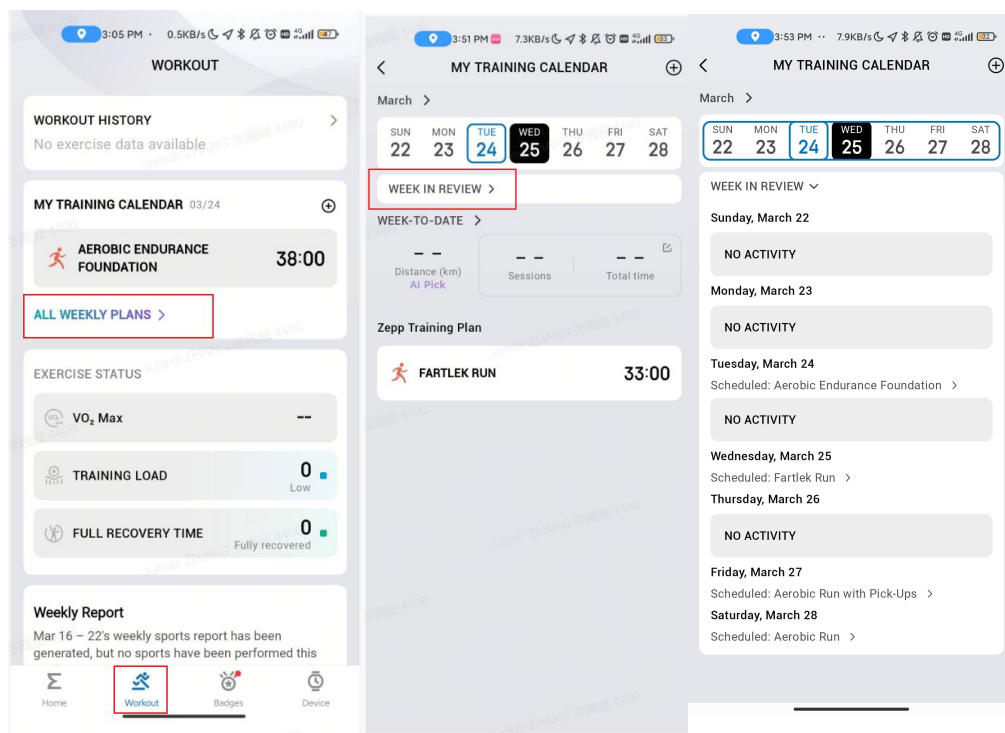 3:05 PM · 0.5KB/s 4G 47
WORKOUT
WORKOUT HISTORY
No exercise data available
MY TRAINING CALENDAR 03/24
AEROBIC ENDURANCE
FOUNDATION
38:00
ALL WEEKLY PLANS
EXERCISE STATUS
VO₂ Max --
TRAINING LOAD 0
Low
FULL RECOVERY TIME 0
Fully recovered
Weekly Report
Mar 16 – 22's weekly sports report has been
generated, but no sports have been performed this
Home Workout Badges Device
3:51 PM 7.3KB/s 4G 33
MY TRAINING CALENDAR
March
SUN MON TUE WED THU FRI SAT
22 23 24 25 26 27 28
WEEK IN REVIEW
WEEK-TO-DATE
-- -- --
Distance (km) Sessions Total time
AI Pick
Zepp Training Plan
FARTLEK RUN 33:00
3:53 PM ·· 7.9KB/s 4G 32
MY TRAINING CALENDAR
March
SUN MON TUE WED THU FRI SAT
22 23 24 25 26 27 28
WEEK IN REVIEW
Sunday, March 22
NO ACTIVITY
Monday, March 23
NO ACTIVITY
Tuesday, March 24
Scheduled: Aerobic Endurance Foundation
NO ACTIVITY
Wednesday, March 25
Scheduled: Fartlek Run
Thursday, March 26
NO ACTIVITY
Friday, March 27
Scheduled: Aerobic Run with Pick-Ups
Saturday, March 28
Scheduled: Aerobic Run